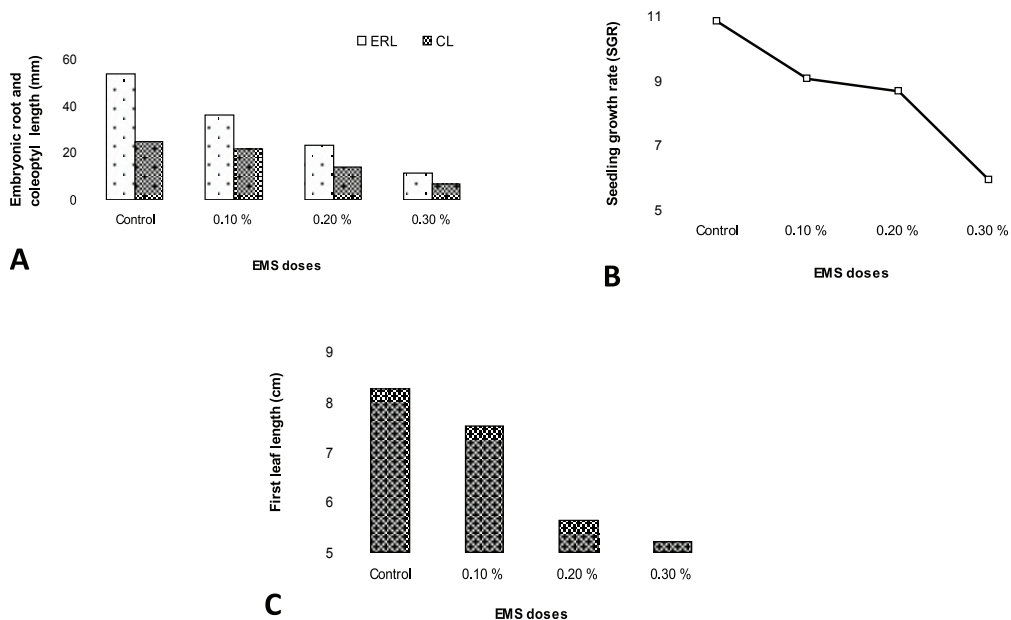 ERL CL
Embryonic root and
coleoptyl length (mm)
60
40
20
0
Control 0.10 % 0.20 % 0.30 %
EMS doses
A
Seedling growth rate (SGR)
11
9
7
5
Control 0.10 % 0.20 % 0.30 %
EMS doses
B
First leaf length (cm)
9
8
7
6
5
Control 0.10 % 0.20 % 0.30 %
EMS doses
C